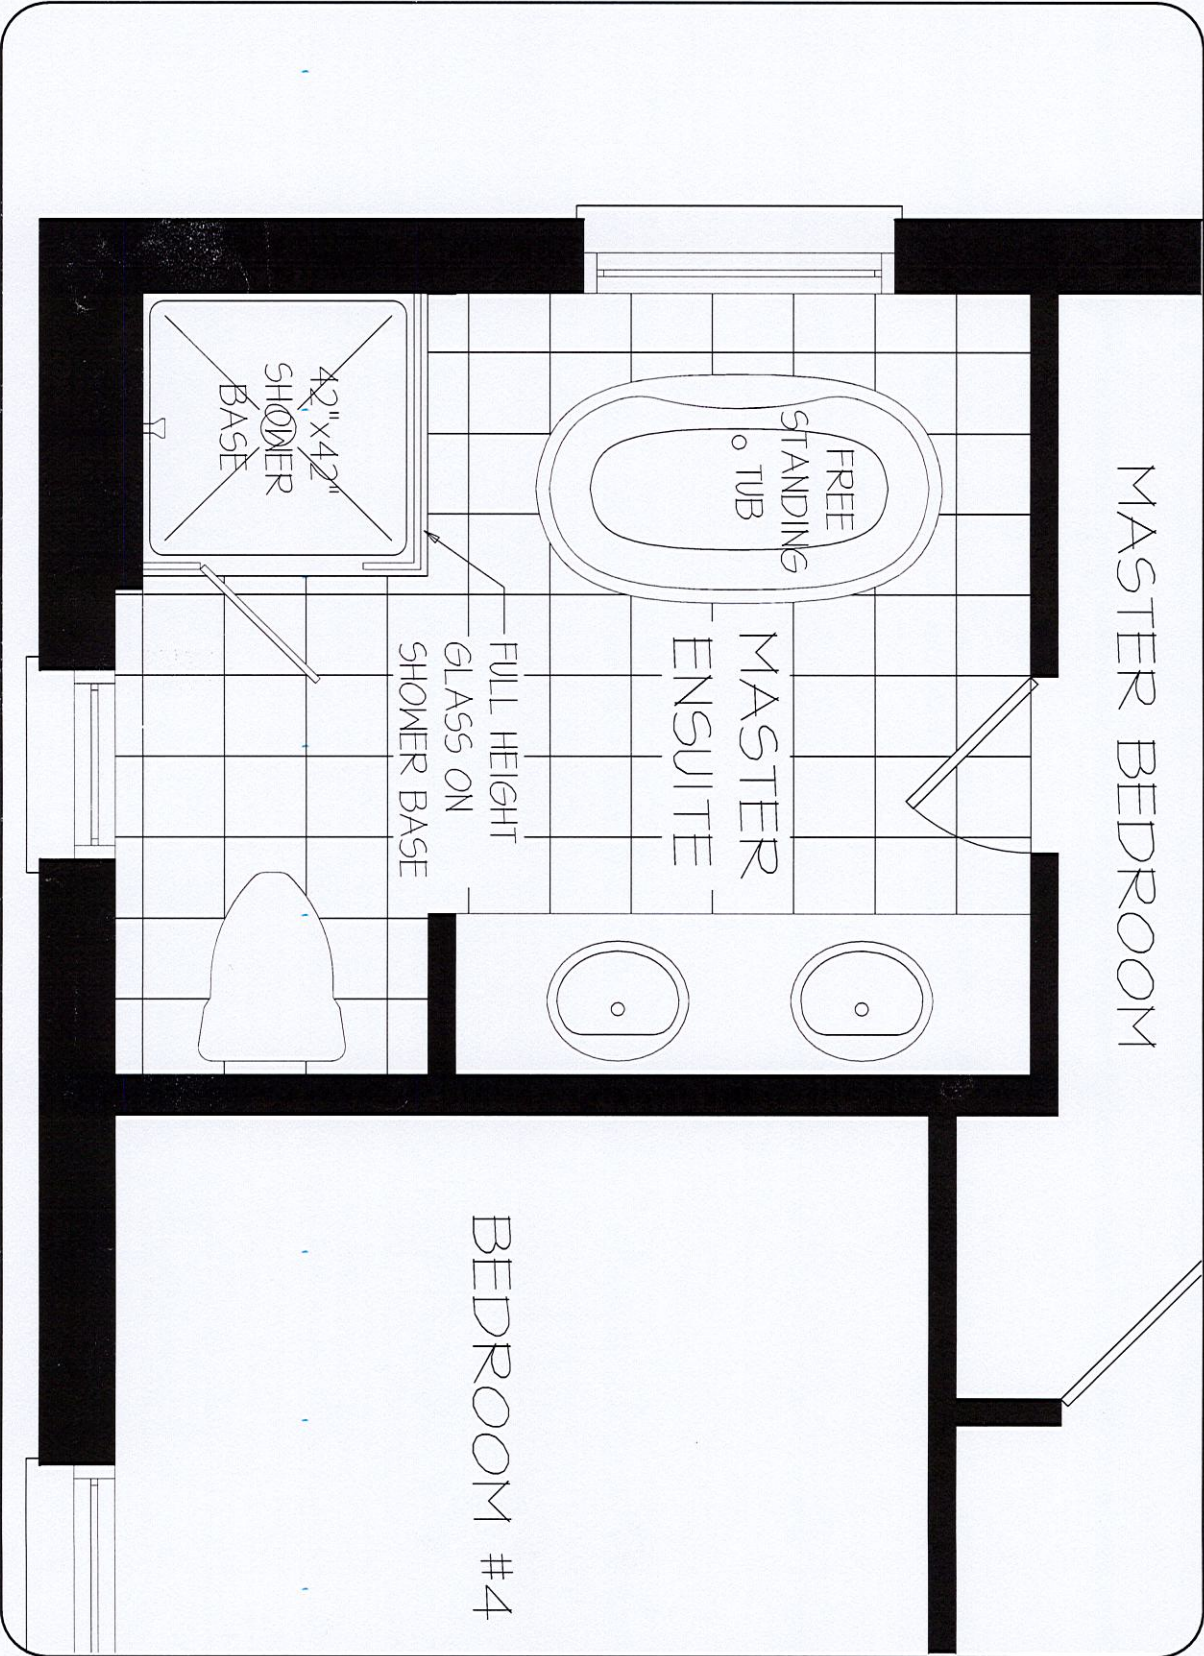 MASTER BEDROOM
FREE
STANDING
TUB
MASTER
ENSUITE
42"X42"
SHOWER
BASE
FULL HEIGHT
GLASS ON
SHOWER BASE
BEDROOM #4